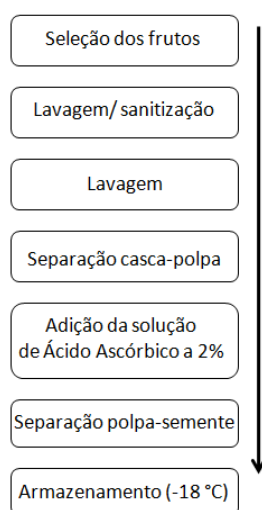 Seleção dos frutos
Lavagem/ sanitização
Lavagem
Separação casca-polpa
Adição da solução
de Ácido Ascórbico a 2%
Separação polpa-semente
Armazenamento (-18 °C)